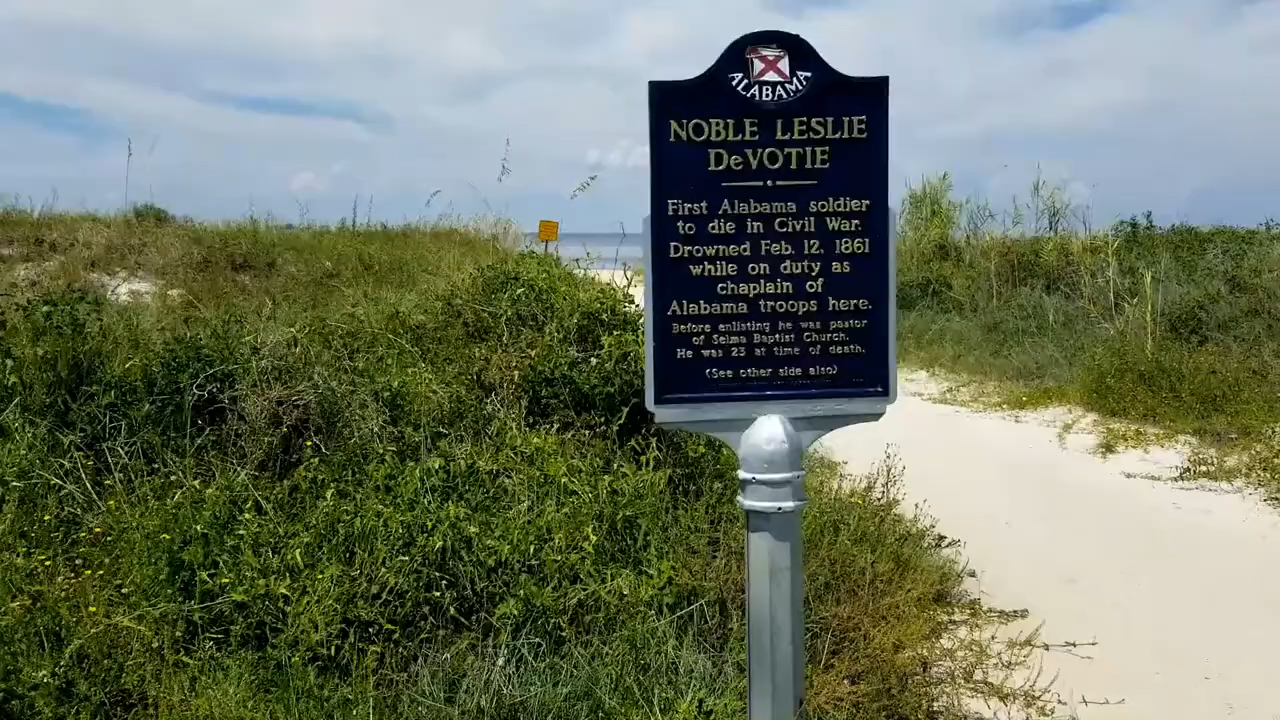 ALABAMA
NOBLE LESLIE
DeVOTIE
First Alabama soldier
to die in Civil War.
Drowned Feb. 12, 1861
while on duty as
chaplain of
Alabama troops here.
Before enlisting he was pastor
of Selma Baptist Church.
He was 23 at time of death.
(See other side also)